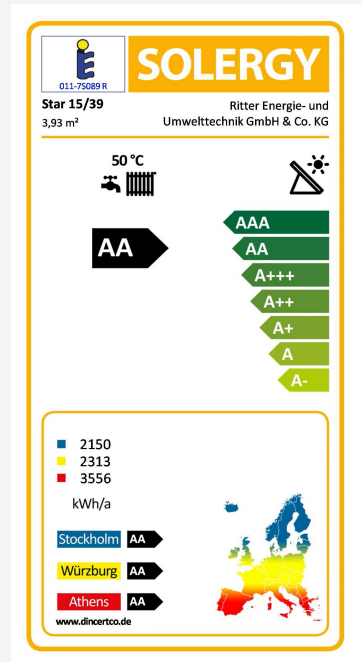 SOLERGY
011-7S089 R
Star 15/39
Ritter Energie- und
3,93 m²
Umwelttechnik GmbH & Co. KG
50 °C
AA
AAA
AA
A+++
A++
A+
A
A-
2150
2313
3556
kWh/a
Stockholm AA
Würzburg AA
Athens AA
www.dincertco.de